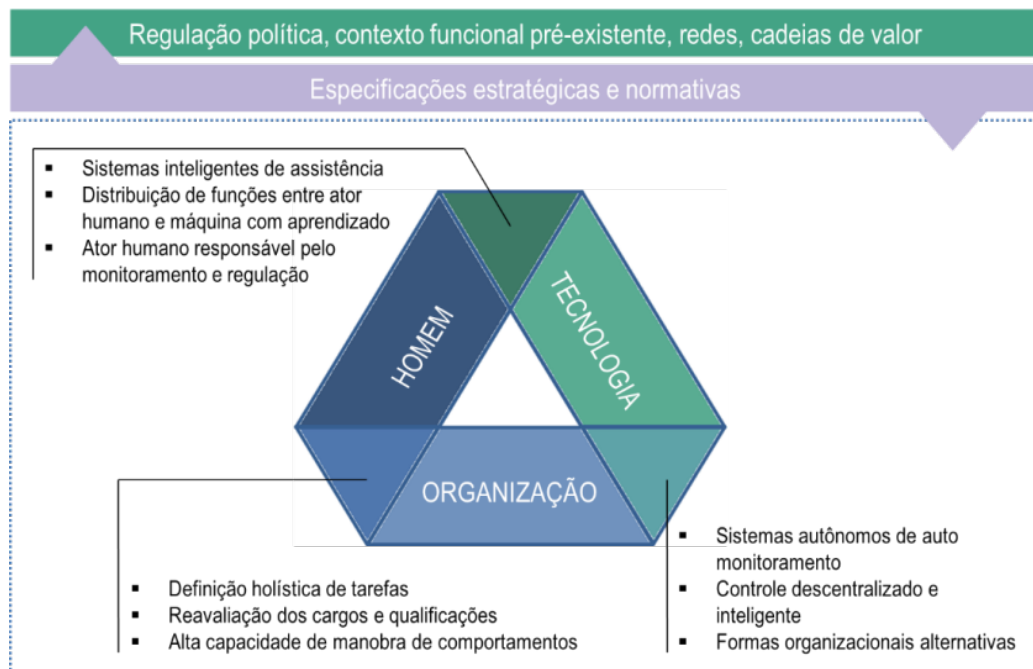 Regulação política, contexto funcional pré-existente, redes, cadeias de valor
Especificações estratégicas e normativas
▪ Sistemas inteligentes de assistência
▪ Distribuição de funções entre ator
humano e máquina com aprendizado
▪ Ator humano responsável pelo
monitoramento e regulação
HOMEM
TECNOLOGIA
ORGANIZAÇÃO
▪ Definição holística de tarefas
▪ Reavaliação dos cargos e qualificações
▪ Alta capacidade de manobra de comportamentos
▪ Sistemas autônomos de auto
monitoramento
▪ Controle descentralizado e
inteligente
▪ Formas organizacionais alternativas